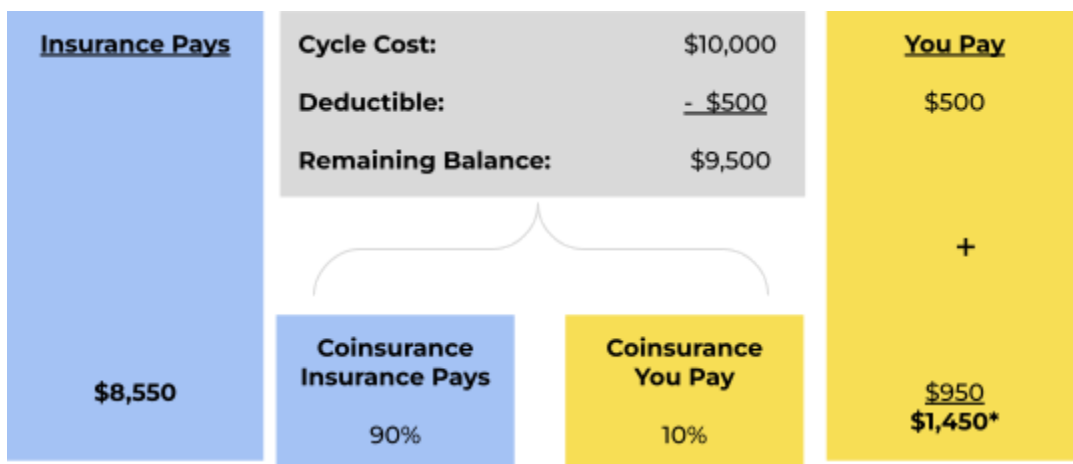 Insurance Pays
$8,550
Cycle Cost: $10,000
Deductible: - $500
Remaining Balance: $9,500
Coinsurance
Insurance Pays
90%
Coinsurance
You Pay
10%
You Pay
$500
+
$950
$1,450*